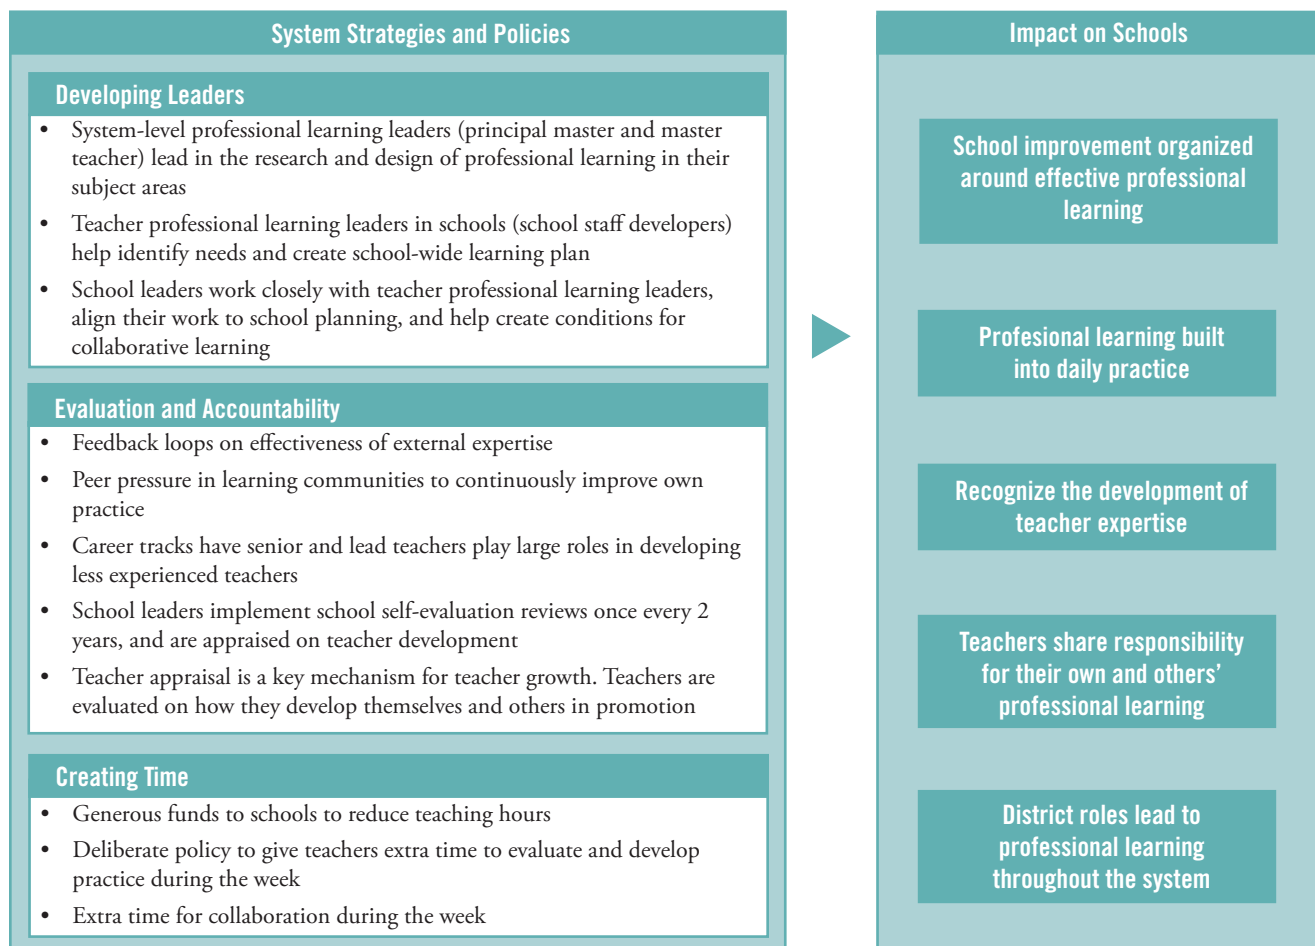 System Strategies and Policies
Developing Leaders
• System-level professional learning leaders (principal master and master
teacher) lead in the research and design of professional learning in their
subject areas
• Teacher professional learning leaders in schools (school staff developers)
help identify needs and create school-wide learning plan
• School leaders work closely with teacher professional learning leaders,
align their work to school planning, and help create conditions for
collaborative learning
Evaluation and Accountability
• Feedback loops on effectiveness of external expertise
• Peer pressure in learning communities to continuously improve own
practice
• Career tracks have senior and lead teachers play large roles in developing
less experienced teachers
• School leaders implement school self-evaluation reviews once every 2
years, and are appraised on teacher development
• Teacher appraisal is a key mechanism for teacher growth. Teachers are
evaluated on how they develop themselves and others in promotion
Creating Time
• Generous funds to schools to reduce teaching hours
• Deliberate policy to give teachers extra time to evaluate and develop
practice during the week
• Extra time for collaboration during the week
Impact on Schools
School improvement organized
around effective professional
learning
Profesional learning built
into daily practice
Recognize the development of
teacher expertise
Teachers share responsibility
for their own and others’
professional learning
District roles lead to
professional learning
throughout the system